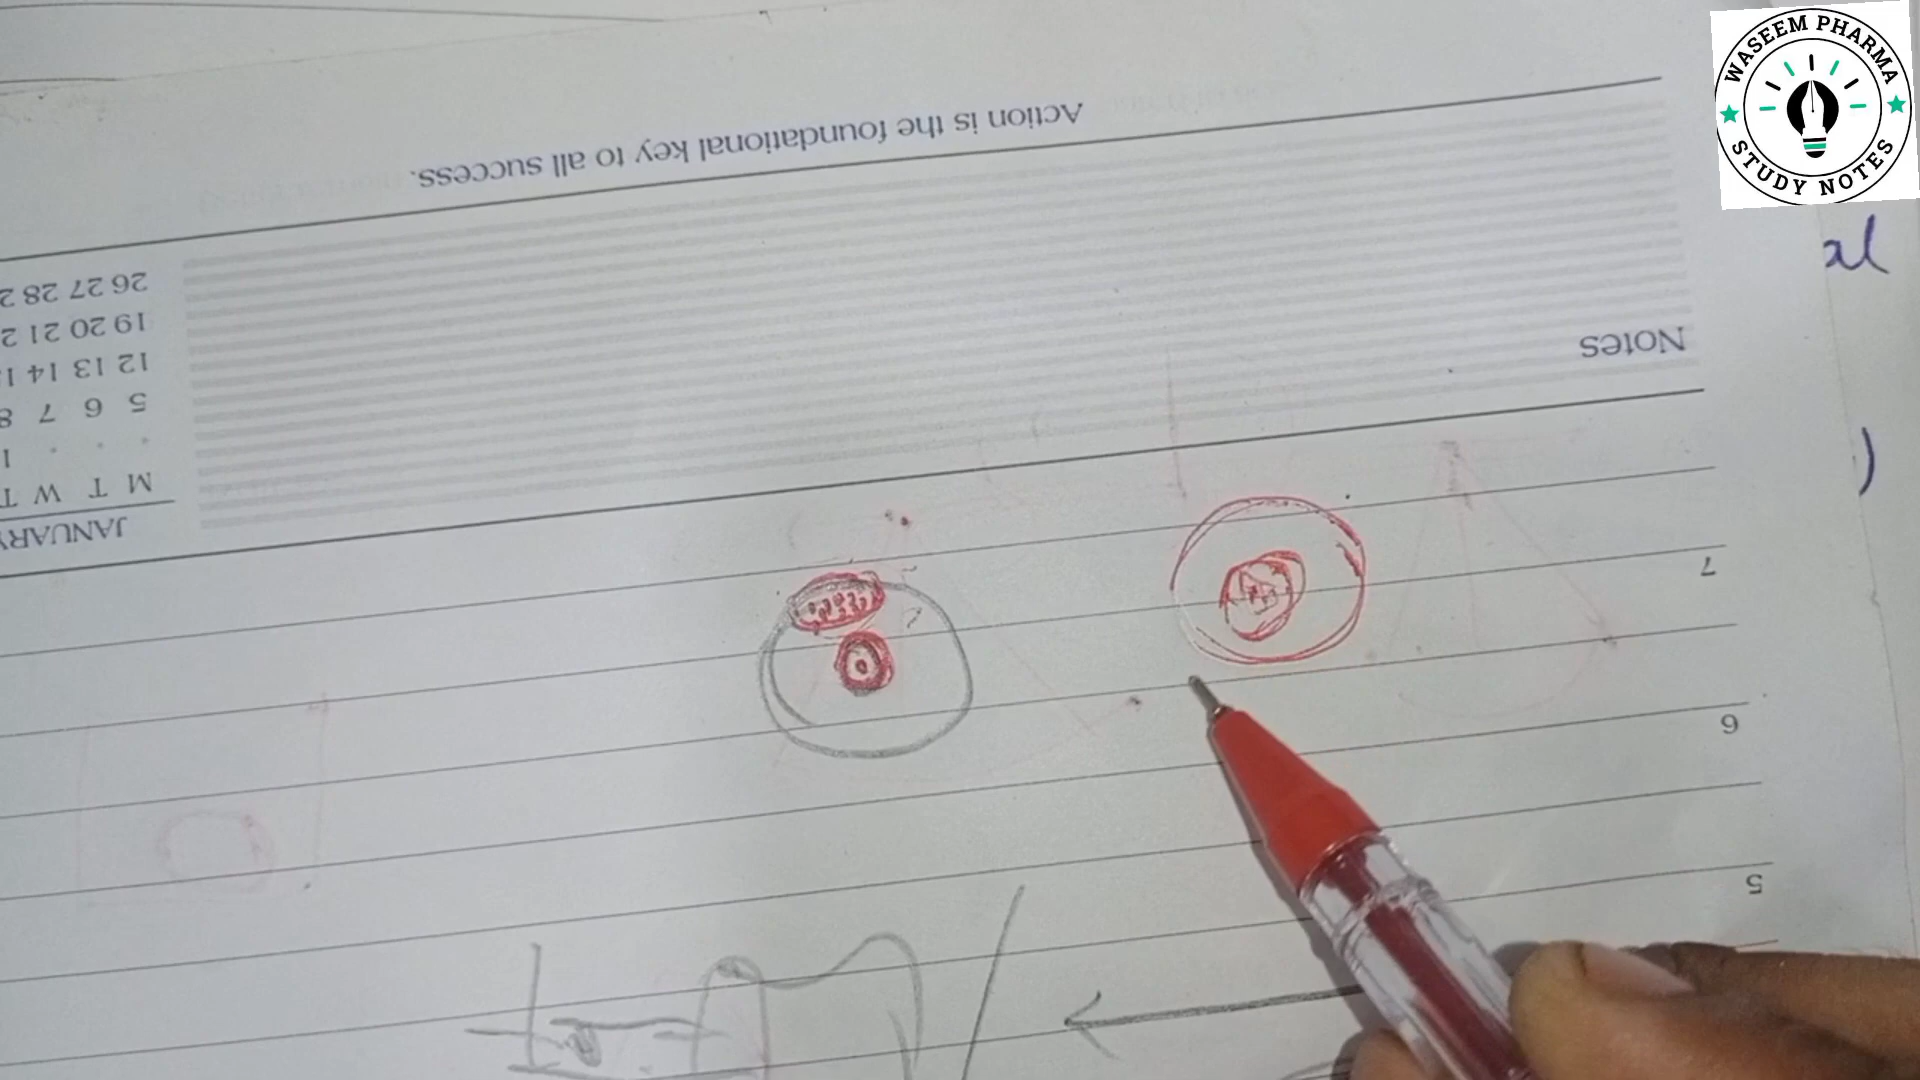 WASEEM PHARMA
STUDY NOTES
Action is the foundational key to all success.
26 27 28 2
19 20 21 2
12 13 14 1
5 6 7 8
1
M T W T
JANUARY
Notes
7
6
5